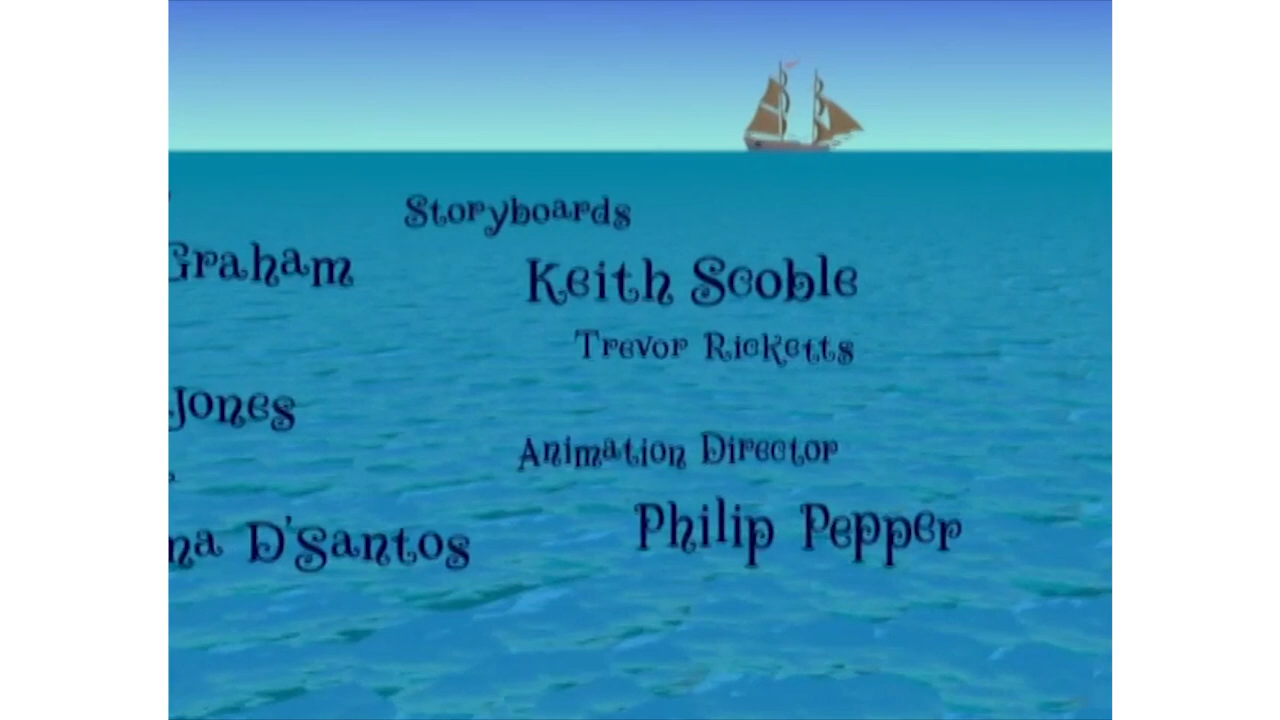 Storyboards
Graham
Keith Scoble
Trevor Ricketts
Jones
Animation Director
Philip Pepper
na D'Santos